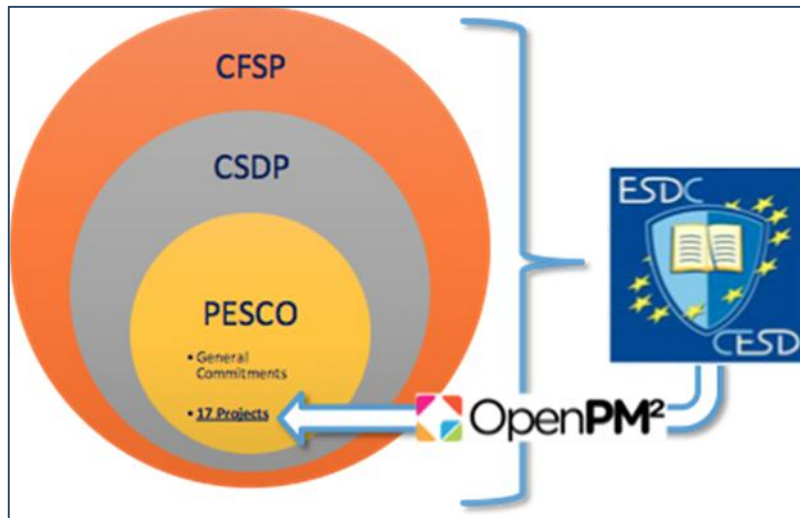 CFSP
CSDP
PESCO
• General
Commitments
• 17 Projects
OpenPM²
ESDC
CESD